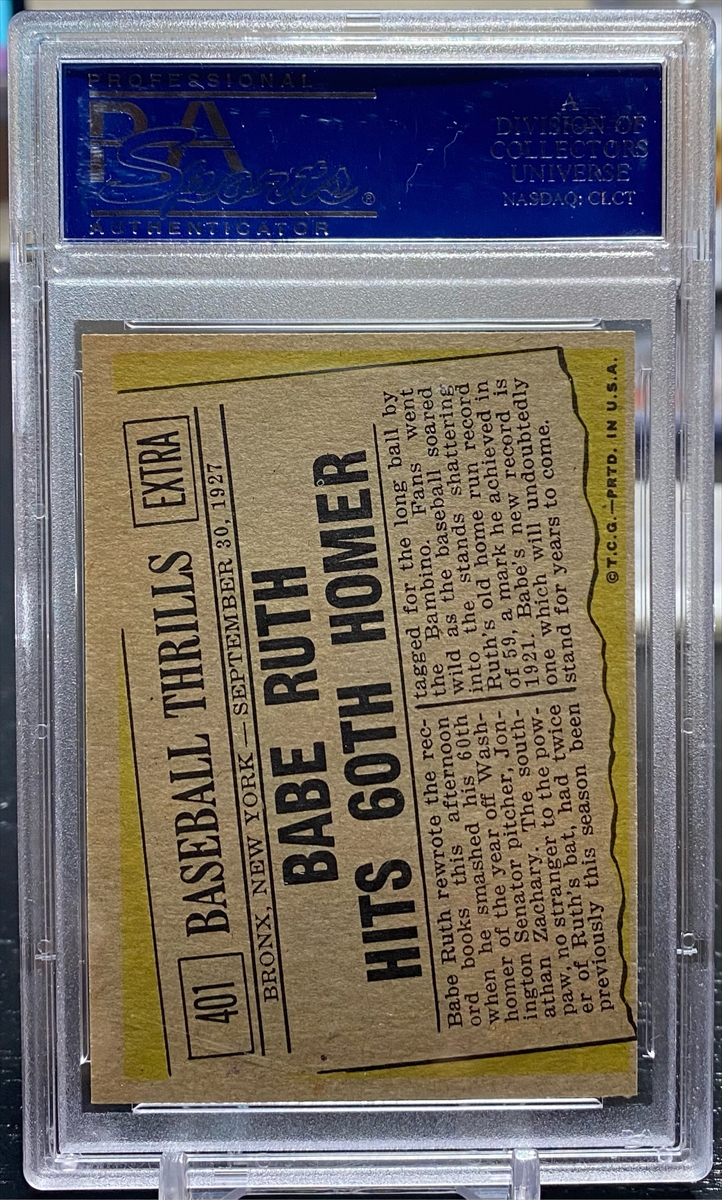 PROFESSIONAL
PSA
Sports®
AUTHENTICATOR
A
DIVISION OF
COLLECTORS
UNIVERSE
NASDAQ: CLCT
401 BASEBALL THRILLS EXTRA
BRONX, NEW YORK — SEPTEMBER 30, 1927
BABE RUTH
HITS 60TH HOMER
Babe Ruth rewrote the rec-
ord books this afternoon
when he smashed his 60th
homer of the year off Wash-
ington Senator pitcher, Jon-
athan Zachary. The south-
paw, no stranger to the pow-
er of Ruth's bat, had twice
previously this season been
tagged for the long ball by
the Bambino. Fans went
wild as the baseball soared
into the stands shattering
Ruth's old home run record
of 59, a mark he achieved in
1921. Babe's new record is
one which will undoubtedly
stand for years to come.
©T.C.G.—PRTD. IN U.S.A.